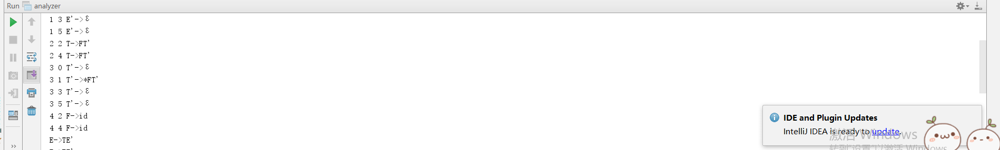 Run analyzer
1 3 E'->ε
1 5 E'->ε
2 2 T->FT'
2 4 T->FT'
3 0 T'->ε
3 1 T'->*FT'
3 3 T'->ε
3 5 T'->ε
4 2 F->id
4 4 F->id
E->TE'
IDE and Plugin Updates
IntelliJ IDEA is ready to update.
激活 Windows
转到"设置"以激活 Windows